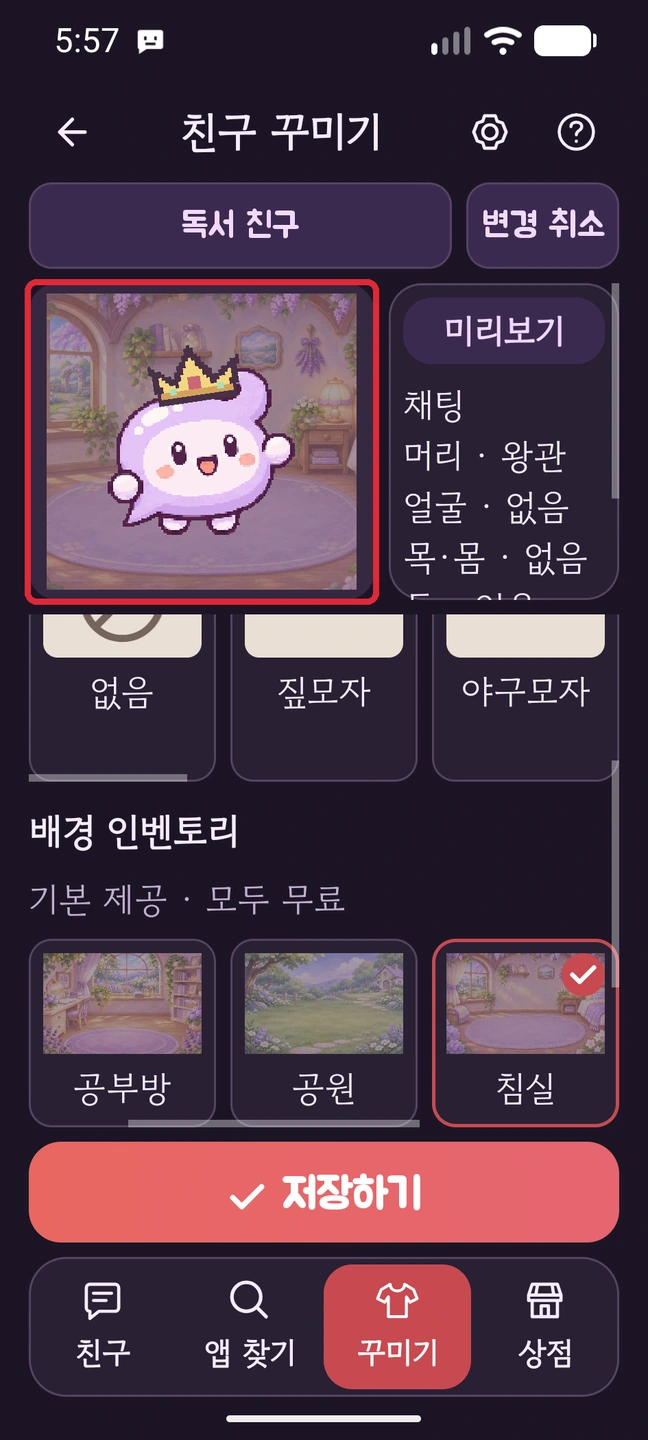 5:57
친구 꾸미기
독서 친구
변경 취소
미리보기
채팅
머리 · 왕관
얼굴 · 없음
목·몸 · 없음
없음
짚모자
야구모자
배경 인벤토리
기본 제공 · 모두 무료
공부방
공원
침실
저장하기
친구
앱 찾기
꾸미기
상점